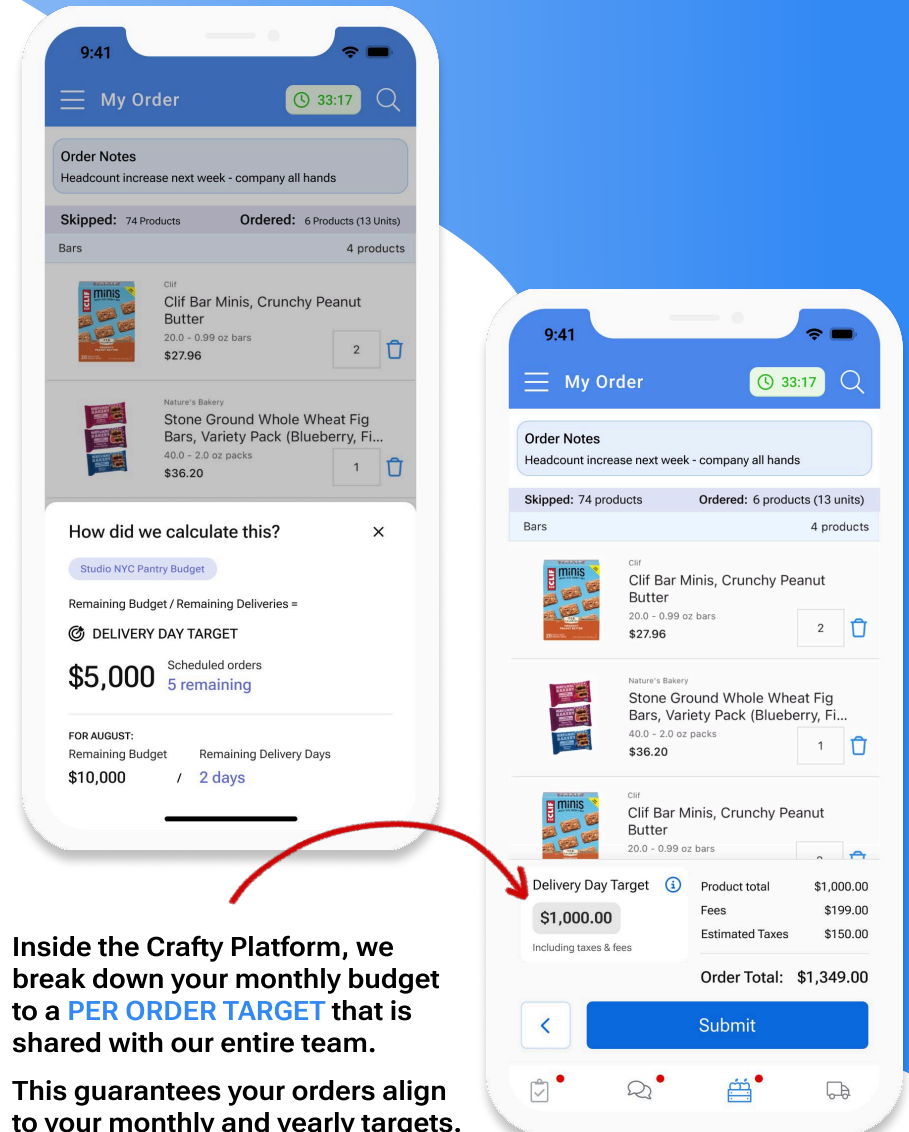 9:41
My Order
33:17
Order Notes
Headcount increase next week - company all hands
Skipped: 74 Products Ordered: 6 Products (13 Units)
Bars 4 products
CLIF minis
Clif
Clif Bar Minis, Crunchy Peanut
Butter
20.0 - 0.99 oz bars
$27.96
2
Nature's Bakery
Stone Ground Whole Wheat Fig
Bars, Variety Pack (Blueberry, Fi...
40.0 - 2.0 oz packs
$36.20
1
How did we calculate this?
Studio NYC Pantry Budget
Remaining Budget / Remaining Deliveries =
DELIVERY DAY TARGET
$5,000
Scheduled orders
5 remaining
FOR AUGUST:
Remaining Budget Remaining Delivery Days
$10,000 / 2 days
Inside the Crafty Platform, we
break down your monthly budget
to a PER ORDER TARGET that is
shared with our entire team.
This guarantees your orders align
to your monthly and yearly targets.
9:41
My Order
33:17
Order Notes
Headcount increase next week - company all hands
Skipped: 74 products Ordered: 6 products (13 units)
Bars 4 products
CLIF minis
Clif
Clif Bar Minis, Crunchy Peanut
Butter
20.0 - 0.99 oz bars
$27.96
2
Nature's Bakery
Stone Ground Whole Wheat Fig
Bars, Variety Pack (Blueberry, Fi...
40.0 - 2.0 oz packs
$36.20
1
CLIF minis
Clif
Clif Bar Minis, Crunchy Peanut
Butter
20.0 - 0.99 oz bars
Delivery Day Target
$1,000.00
Including taxes & fees
Product total $1,000.00
Fees $199.00
Estimated Taxes $150.00
Order Total: $1,349.00
Submit